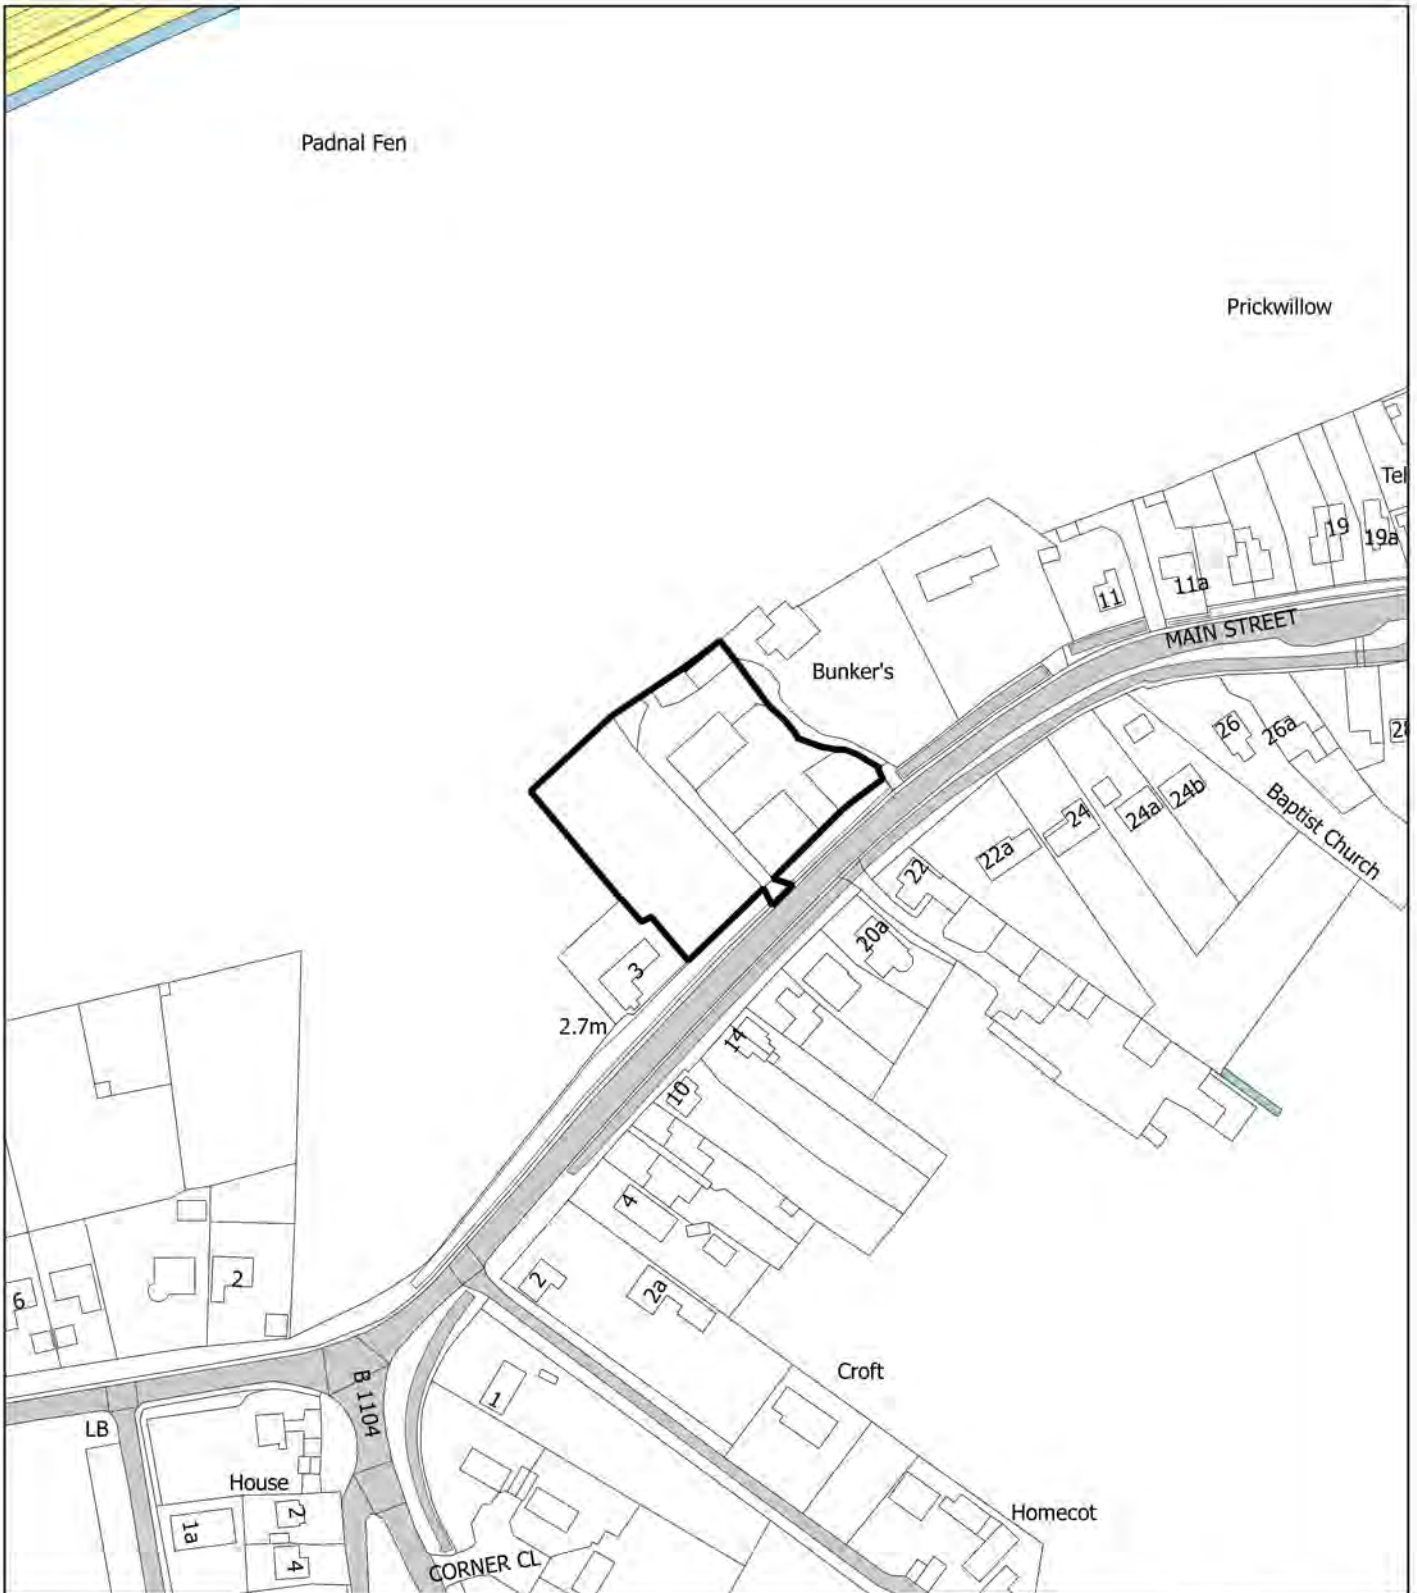 Padnal Fen
Prickwillow
Tel
19
19a
11
11a
MAIN STREET
Bunker's
26
26a
28
24
24a
24b
22a
Baptist Church
22
20a
3
2.7m
14
10
4
2
2a
2
6
1
B 1104
Croft
LB
House
Homecot
1a
2
4
CORNER CL